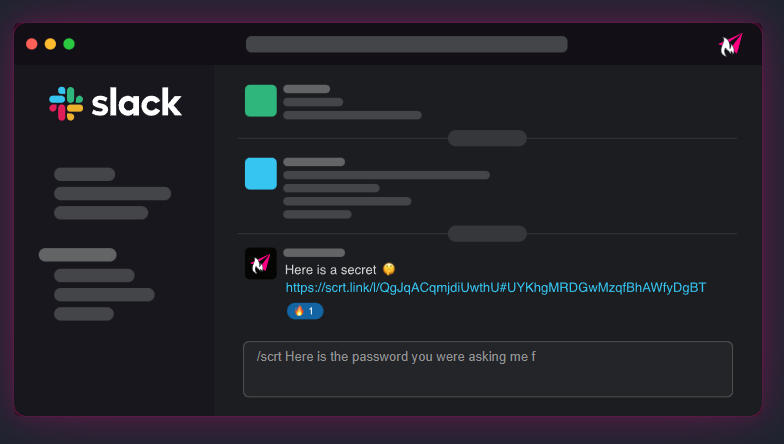 slack
Here is a secret 🤫
https://scrt.link/l/QgJqACqmjdiUwthU#UYKhgMRDGwMzqfBhAWfyDgBT
🔥 1
/scrt Here is the password you were asking me f